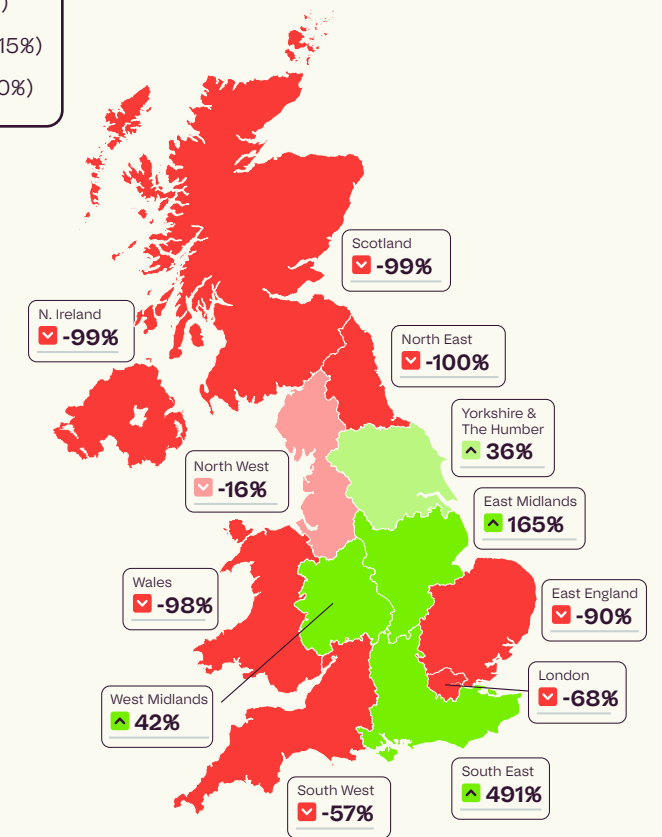 )
15%)
0%)
Scotland
-99%
N. Ireland
-99%
North East
-100%
Yorkshire &
The Humber
36%
North West
-16%
East Midlands
165%
Wales
-98%
East England
-90%
London
-68%
West Midlands
42%
South East
491%
South West
-57%